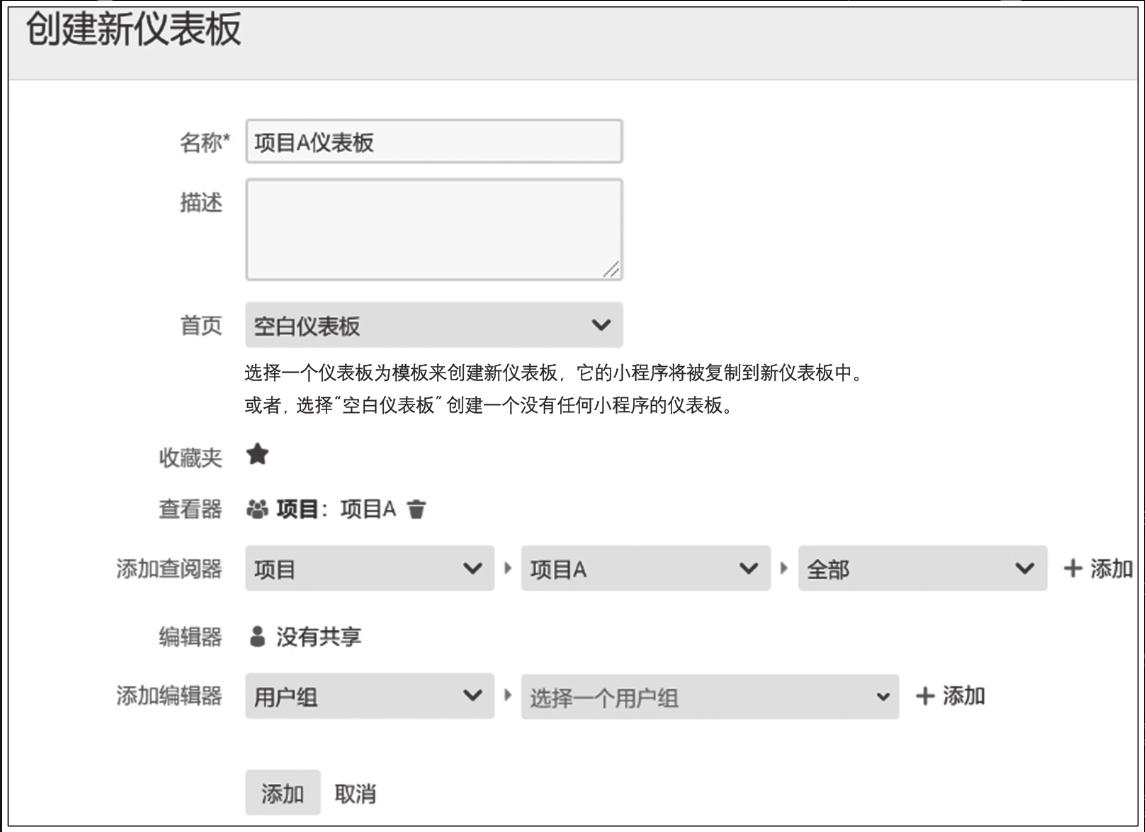 创建新仪表板
名称* 项目A仪表板
描述
首页 空白仪表板
选择一个仪表板为模板来创建新仪表板，它的小程序将被复制到新仪表板中。
或者，选择“空白仪表板”创建一个没有任何小程序的仪表板。
收藏夹
查看器 项目：项目A
添加查阅器 项目 项目A 全部 + 添加
编辑器 没有共享
添加编辑器 用户组 选择一个用户组 + 添加
添加 取消